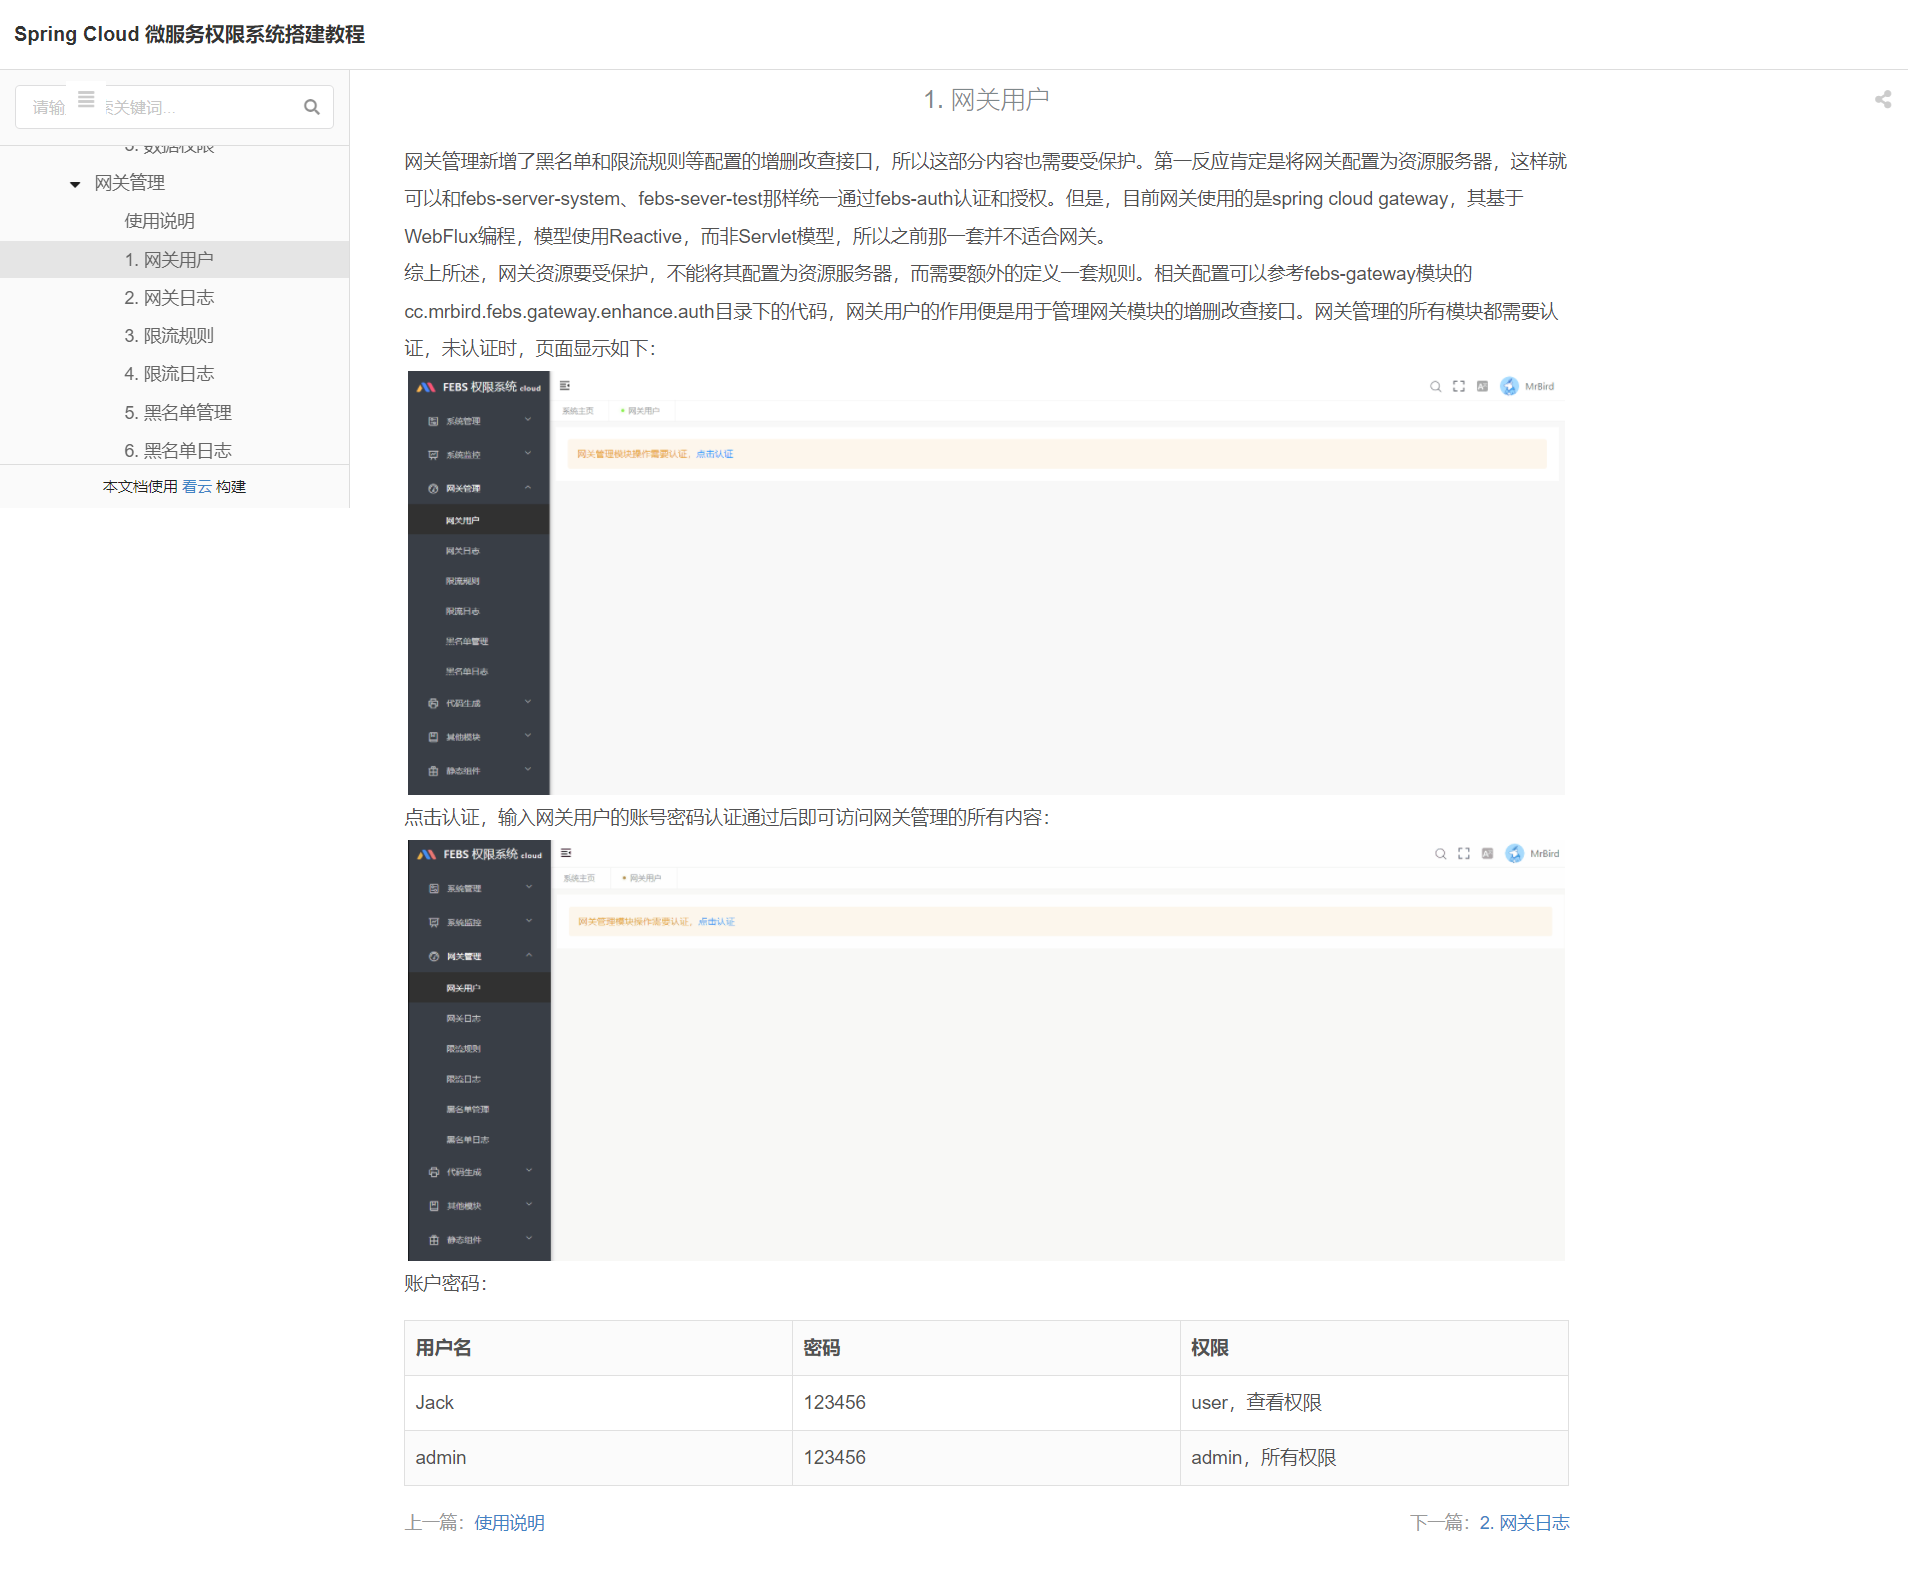 Spring Cloud 微服务权限系统搭建教程
请输
索关键词...
3. 数据权限
网关管理
使用说明
1. 网关用户
2. 网关日志
3. 限流规则
4. 限流日志
5. 黑名单管理
6. 黑名单日志
本文档使用 看云 构建
1. 网关用户
网关管理新增了黑名单和限流规则等配置的增删改查接口，所以这部分内容也需要受保护。第一反应肯定是将网关配置为资源服务器，这样就
可以和febs-server-system、febs-sever-test那样统一通过febs-auth认证和授权。但是，目前网关使用的是spring cloud gateway，其基于
WebFlux编程，模型使用Reactive，而非Servlet模型，所以之前那一套并不适合网关。
综上所述，网关资源要受保护，不能将其配置为资源服务器，而需要额外的定义一套规则。相关配置可以参考febs-gateway模块的
cc.mrbird.febs.gateway.enhance.auth目录下的代码，网关用户的作用便是用于管理网关模块的增删改查接口。网关管理的所有模块都需要认
证，未认证时，页面显示如下：
FEBS 权限系统 cloud
MrBird
系统主页
网关用户
系统管理
网关管理模块操作需要认证，点击认证
系统监控
网关管理
网关用户
网关日志
限流规则
限流日志
黑名单管理
黑名单日志
代码生成
其他模块
静态组件
点击认证，输入网关用户的账号密码认证通过后即可访问网关管理的所有内容：
FEBS 权限系统 cloud
MrBird
系统主页
网关用户
系统管理
网关管理模块操作需要认证，点击认证
系统监控
网关管理
网关用户
网关日志
限流规则
限流日志
黑名单管理
黑名单日志
代码生成
其他模块
静态组件
账户密码：
用户名 密码 权限
Jack 123456 user，查看权限
admin 123456 admin，所有权限
上一篇：使用说明
下一篇：2. 网关日志